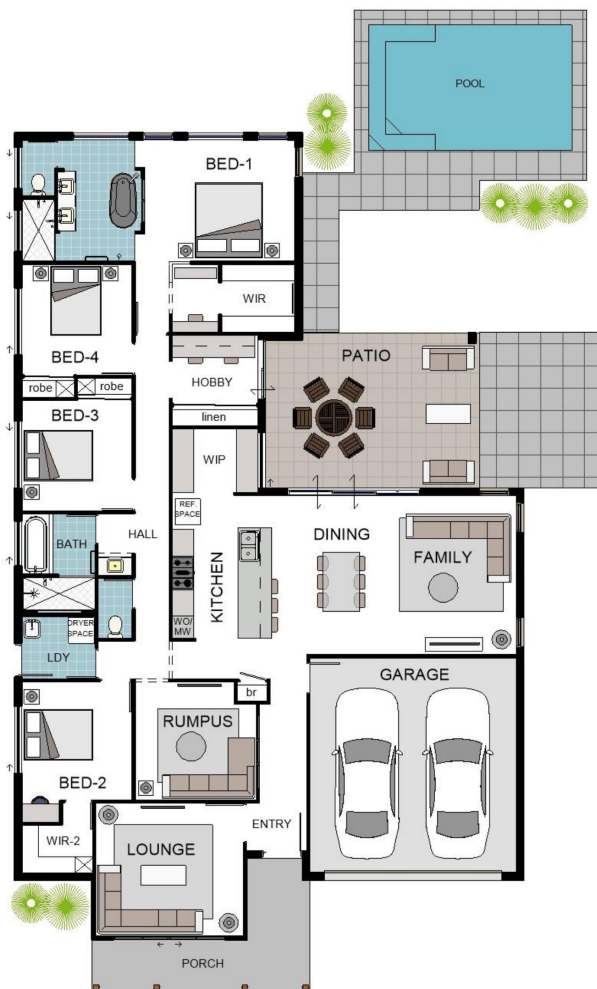 POOL
BED-1
WIR
BED-4
PATIO
HOBBY
robe
robe
linen
BED-3
WIP
REF
SPACE
HALL
DINING
BATH
FAMILY
KITCHEN
WO/
MW
DRYER
SPACE
LDY
GARAGE
br
RUMPUS
BED-2
ENTRY
WIR-2
LOUNGE
PORCH